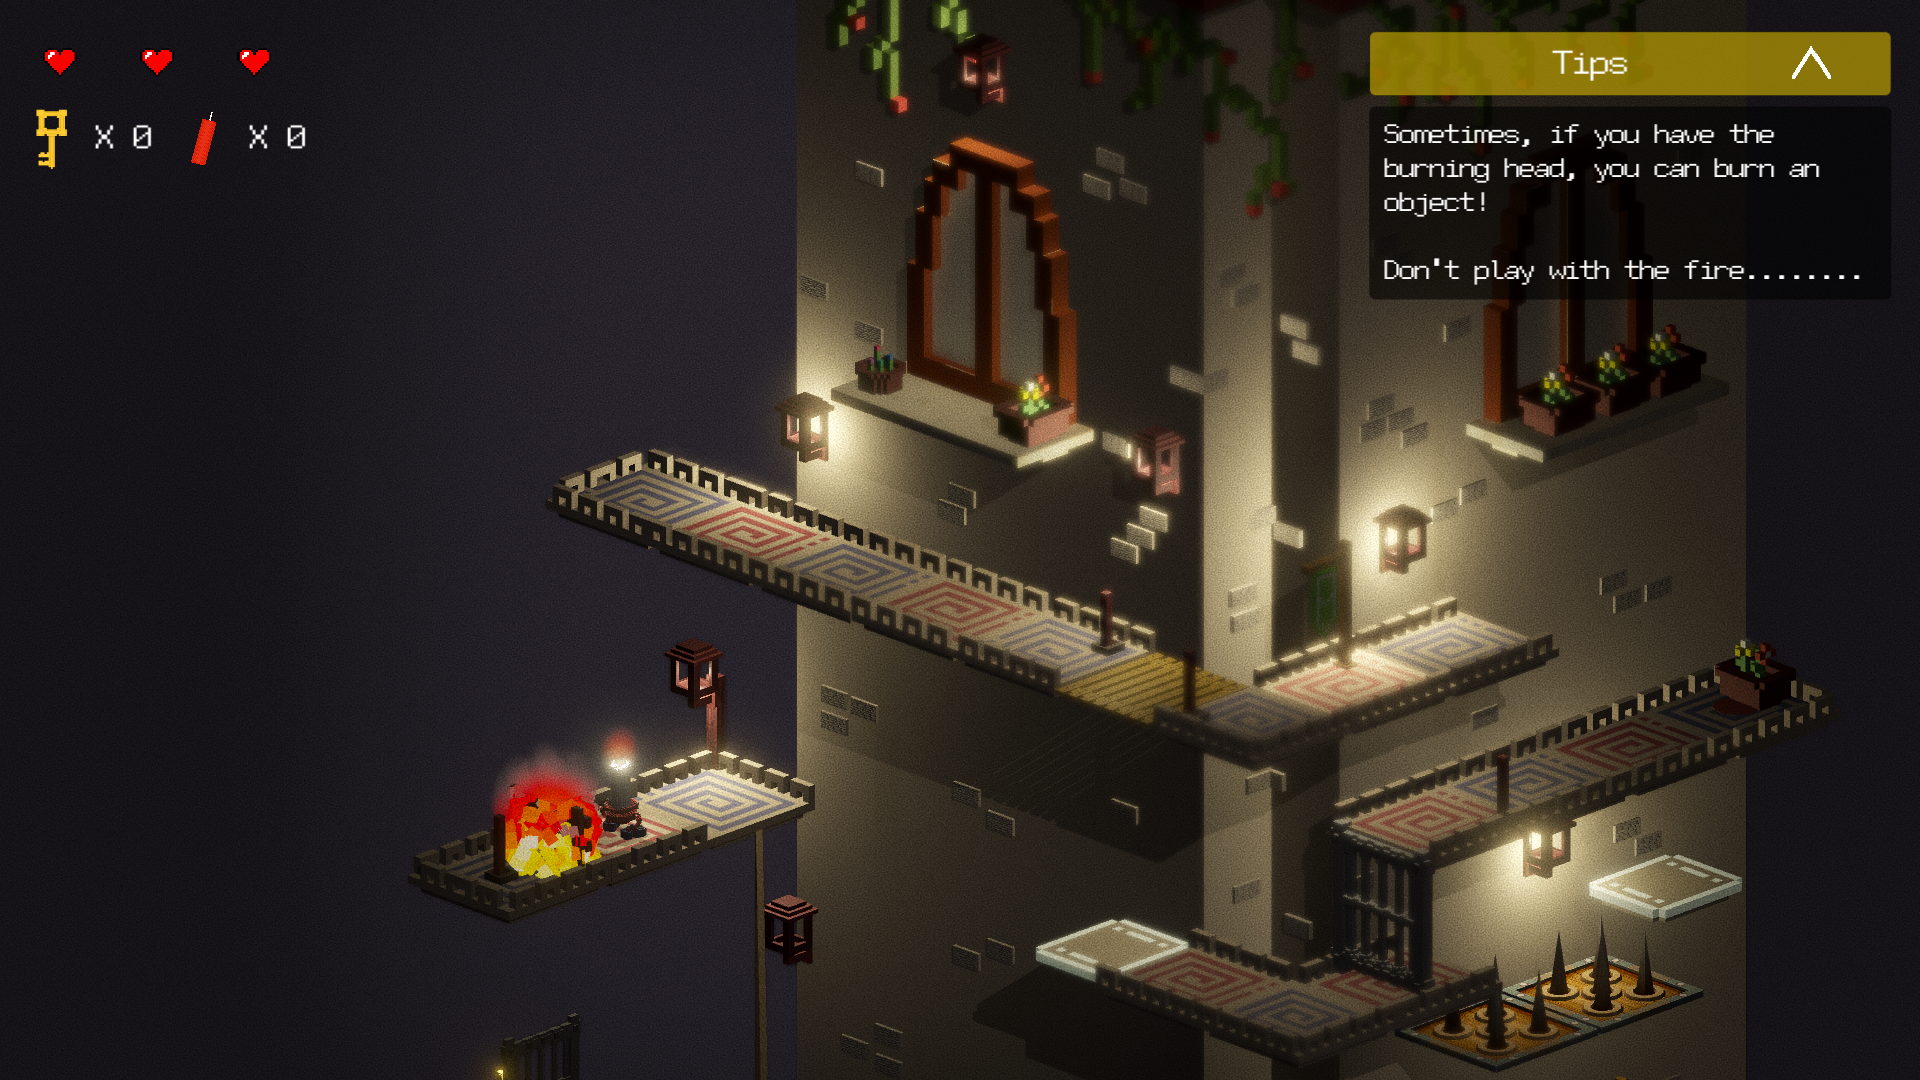 X 0 X 0
Tips
Sometimes, if you have the
burning head, you can burn an
object!
Don't play with the fire........